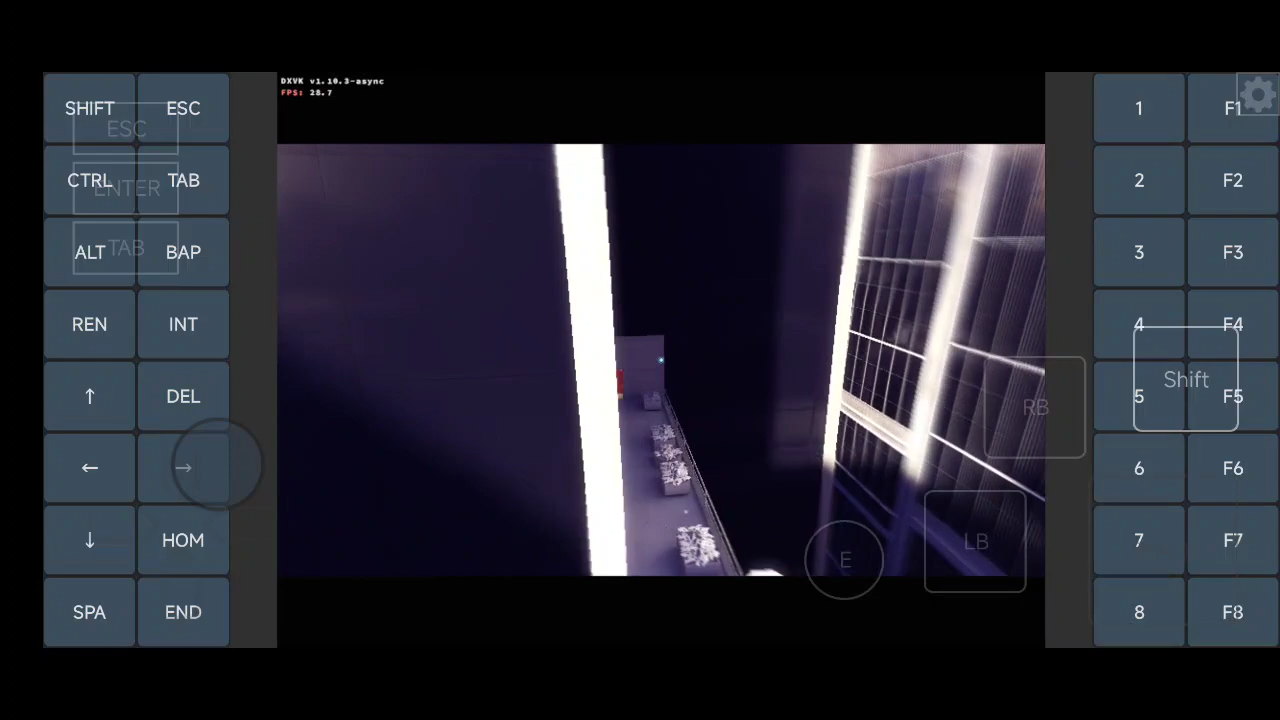 DXVK v1.10.3-async
FPS: 28.7
SHIFT ESC
ESC
CTRL TAB
ENTER
ALT BAP
TAB
REN INT
↑ DEL
← →
↓ HOM
SPA END
1 F1
2 F2
3 F3
4 F4
Shift
5 F5
RB
6 F6
LB
7 F7
E
8 F8